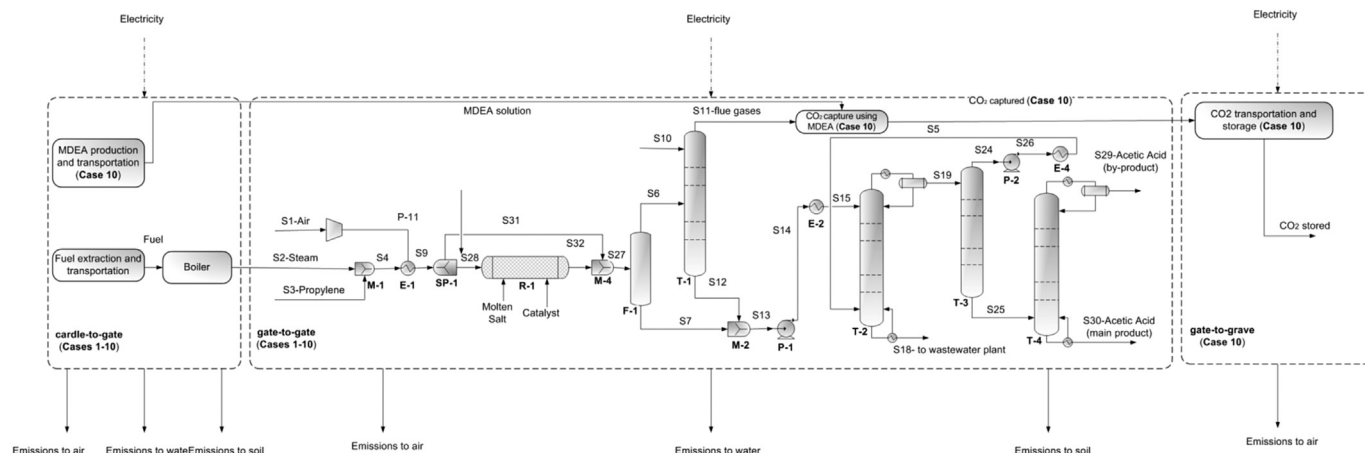 Electricity
Electricity
Electricity
MDEA solution
S11-flue gases
CO₂ captured (Case 10)
CO₂ capture using
MDEA (Case 10)
CO2 transportation and
storage (Case 10)
MDEA production
and transportation
(Case 10)
S10
S5
S24
S26
S29-Acetic Acid
(by-product)
P-2
E-4
S19
S6
S15
E-2
S1-Air
P-11
S31
S14
CO₂ stored
Fuel
Fuel extraction and
transportation
Boiler
S2-Steam
S4
S9
S28
S32
S27
M-1
E-1
SP-1
R-1
M-4
T-1
S12
S3-Propylene
Molten
Salt
Catalyst
F-1
S7
S13
M-2
P-1
T-2
T-3
S25
T-4
S30-Acetic Acid
(main product)
S18- to wastewater plant
cardle-to-gate
(Cases 1-10)
gate-to-gate
(Cases 1-10)
gate-to-grave
(Case 10)
Emissions to air
Emissions to wate
Emissions to soil
Emissions to air
Emissions to water
Emissions to soil
Emissions to air